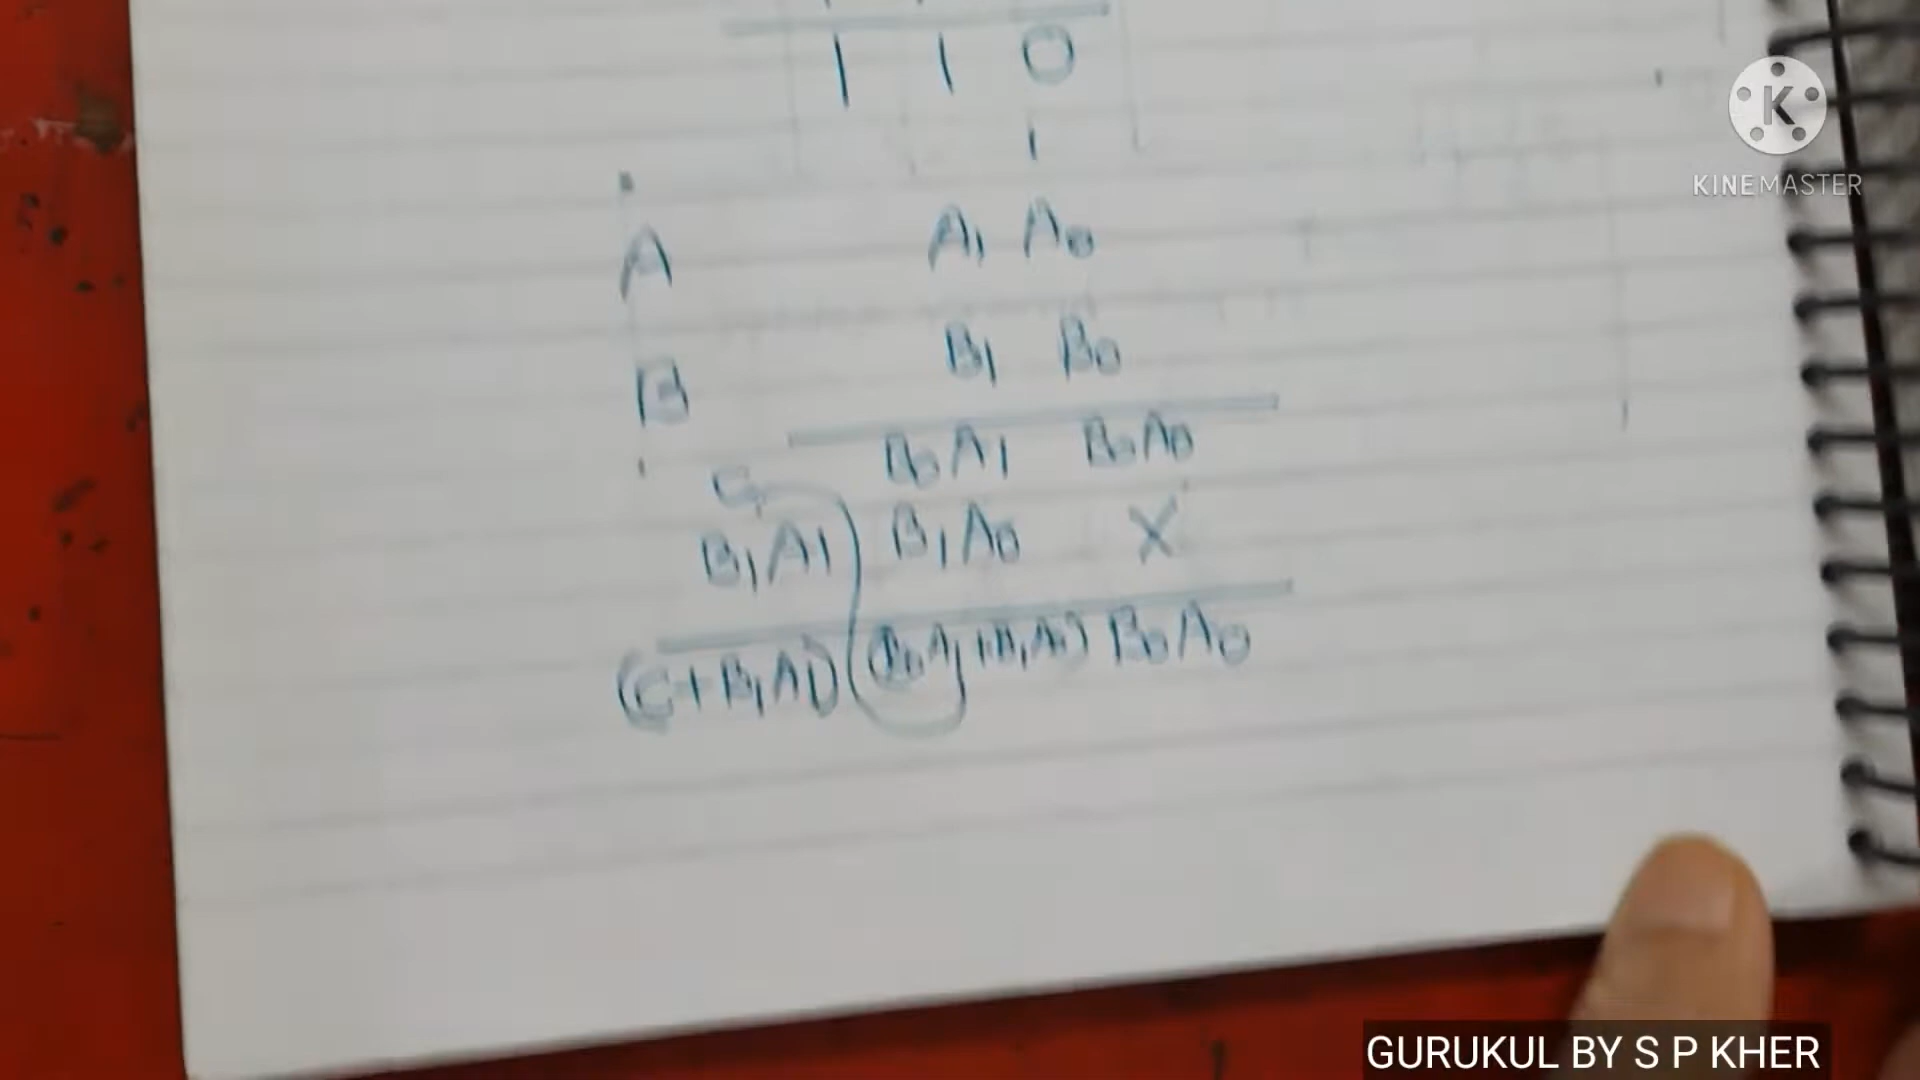 1 1 0
A A1 A0
B B1 B0
B0A1 B0A0
C
B1A1 B1A0 X
(C+B1A1) (B0A1+B1A0) B0A0
K
KINEMASTER
GURUKUL BY S P KHER